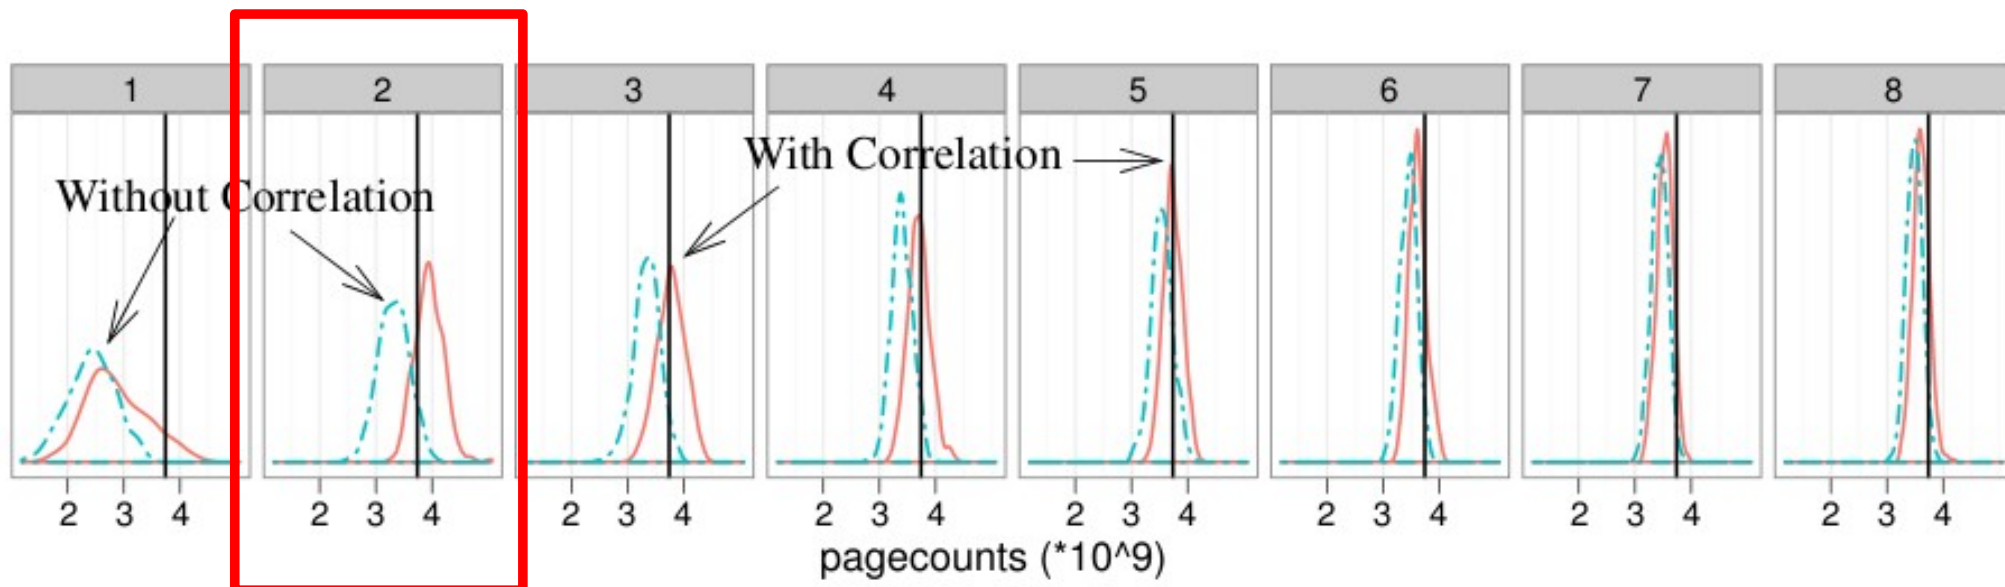 1 2 3 4 5 6 7 8
With Correlation
Without Correlation
2 3 4 2 3 4 2 3 4 2 3 4 2 3 4 2 3 4 2 3 4 2 3 4
pagecounts (*10^9)